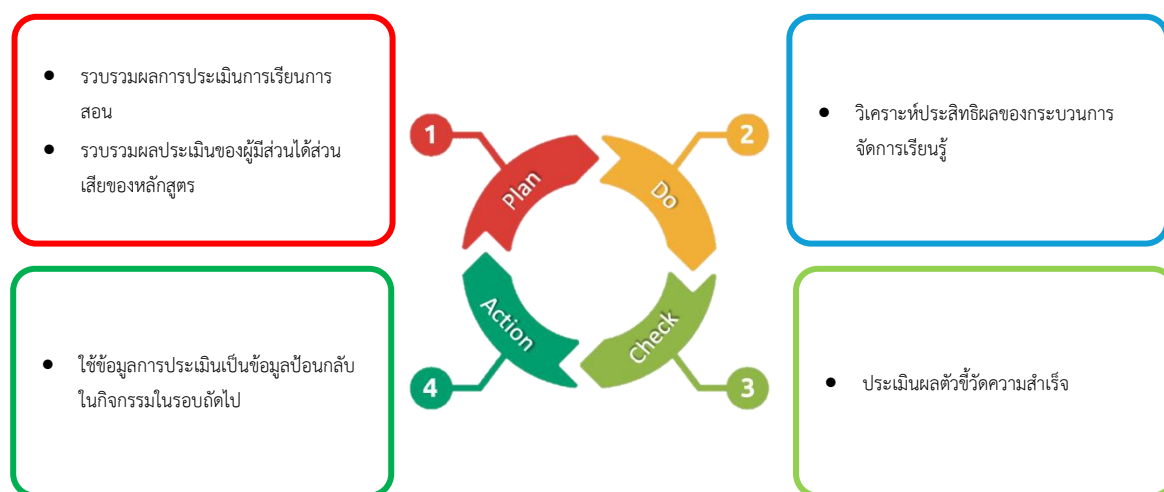 รวบรวมผลการประเมินการเรียนการ
สอน
รวบรวมผลประเมินของผู้มีส่วนได้ส่วน
เสียของหลักสูตร
1
Plan
2
Do
วิเคราะห์ประสิทธิผลของกระบวนการ
จัดการเรียนรู้
ใช้ข้อมูลการประเมินเป็นข้อมูลป้อนกลับ
ในกิจกรรมในรอบถัดไป
4
Action
3
Check
ประเมินผลตัวขี้วัดความสำเร็จ